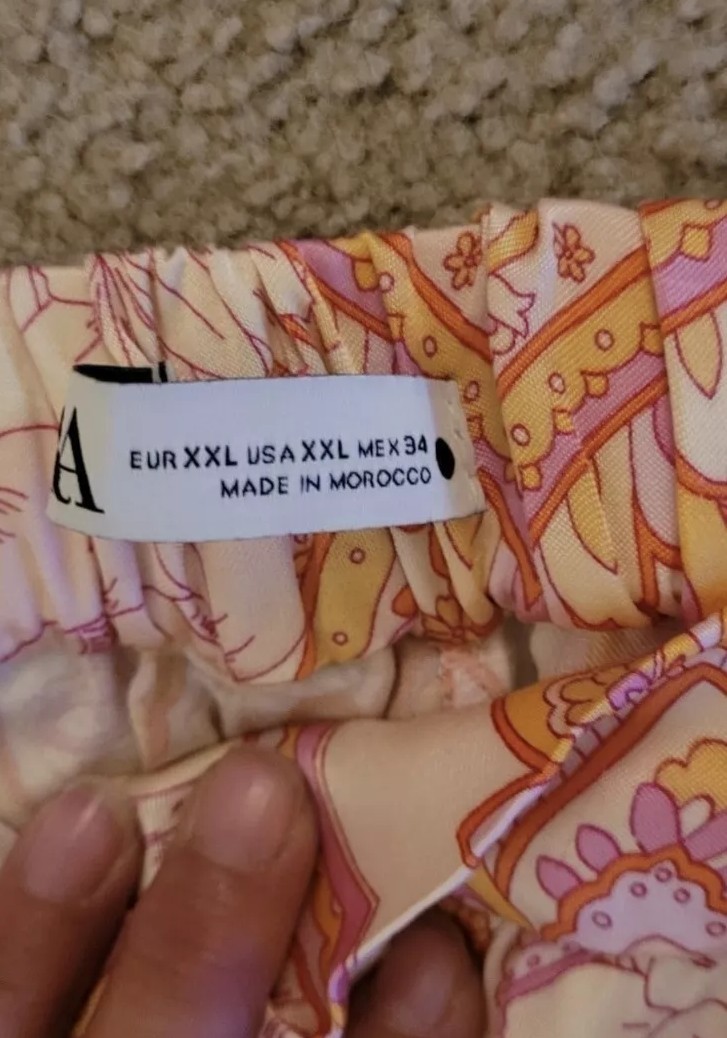 A
EUR XXL USA XXL MEX 34
MADE IN MOROCCO